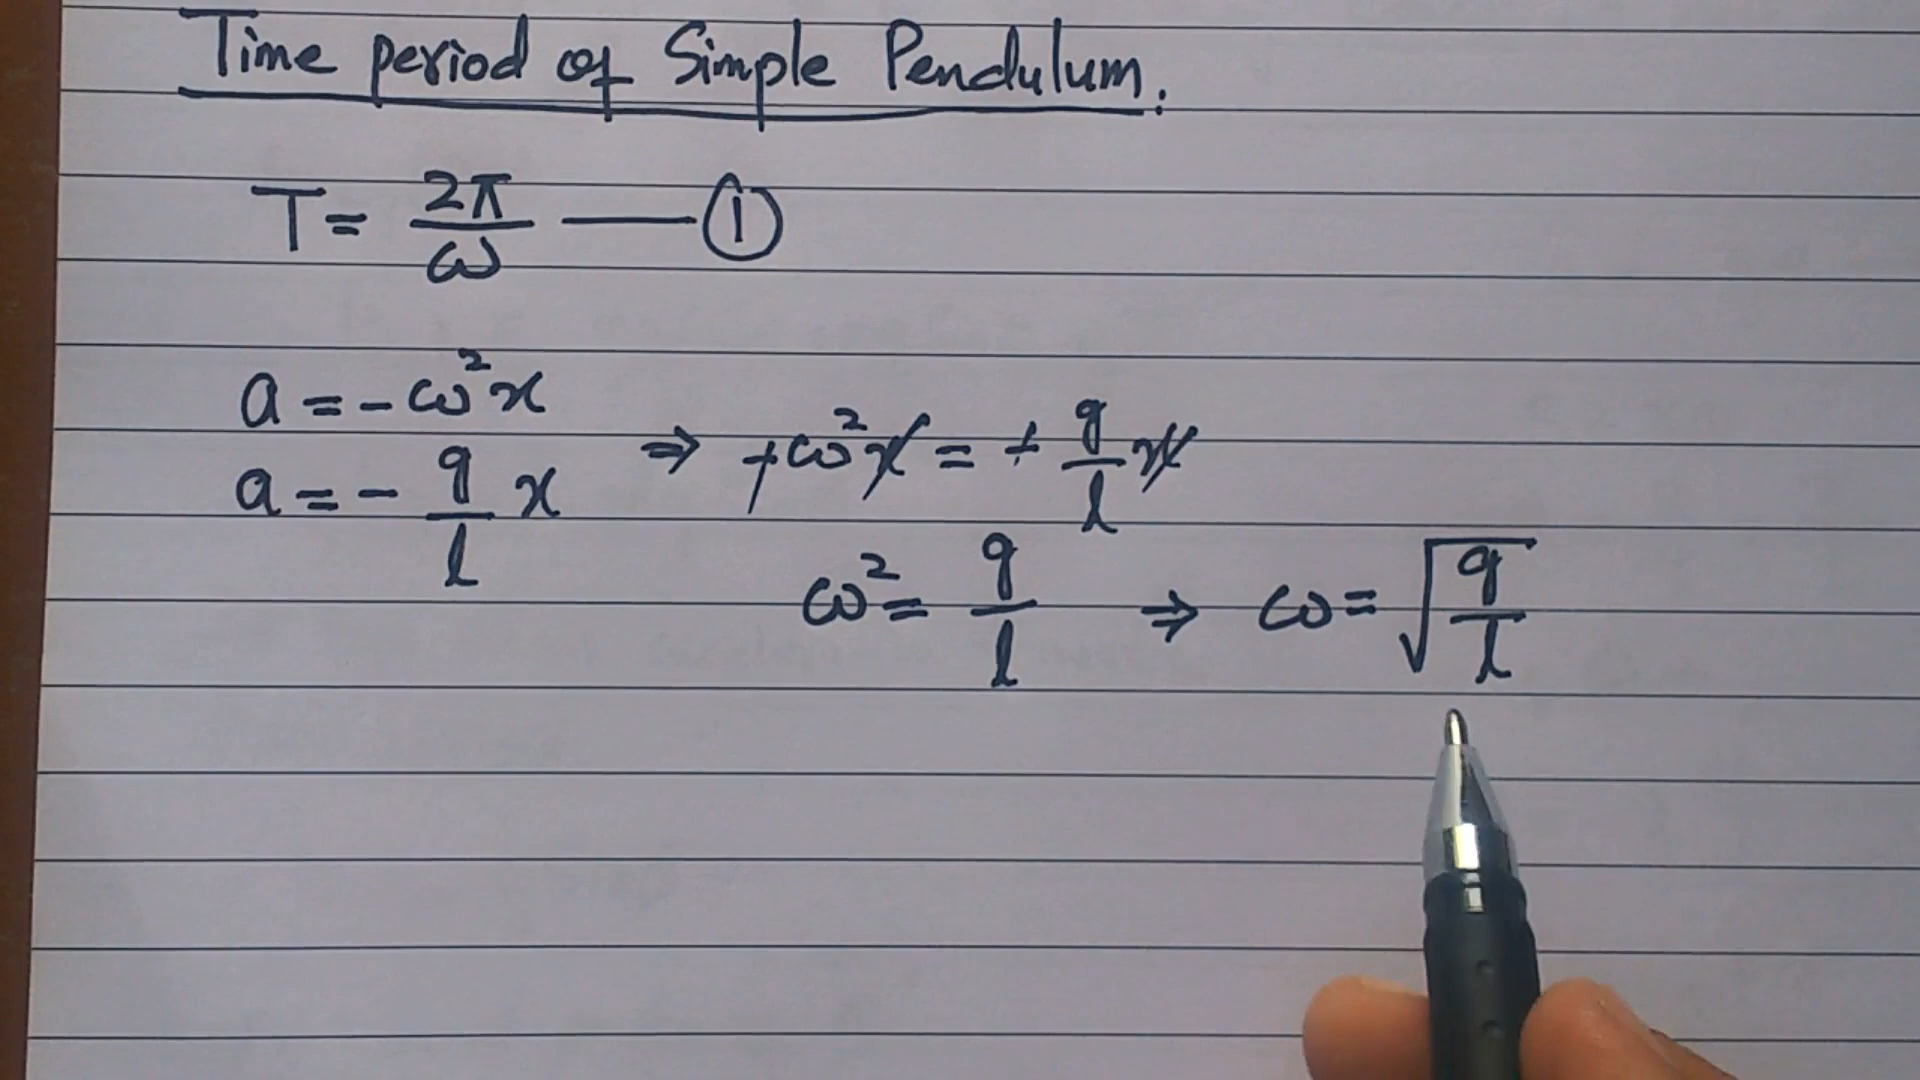 Time period of Simple Pendulum.
T = 2π/ω —— ①
a = -ω²x
a = - g/l x ⇒ +ω²x = + g/l x
ω² = g/l ⇒ ω = √(g/l)